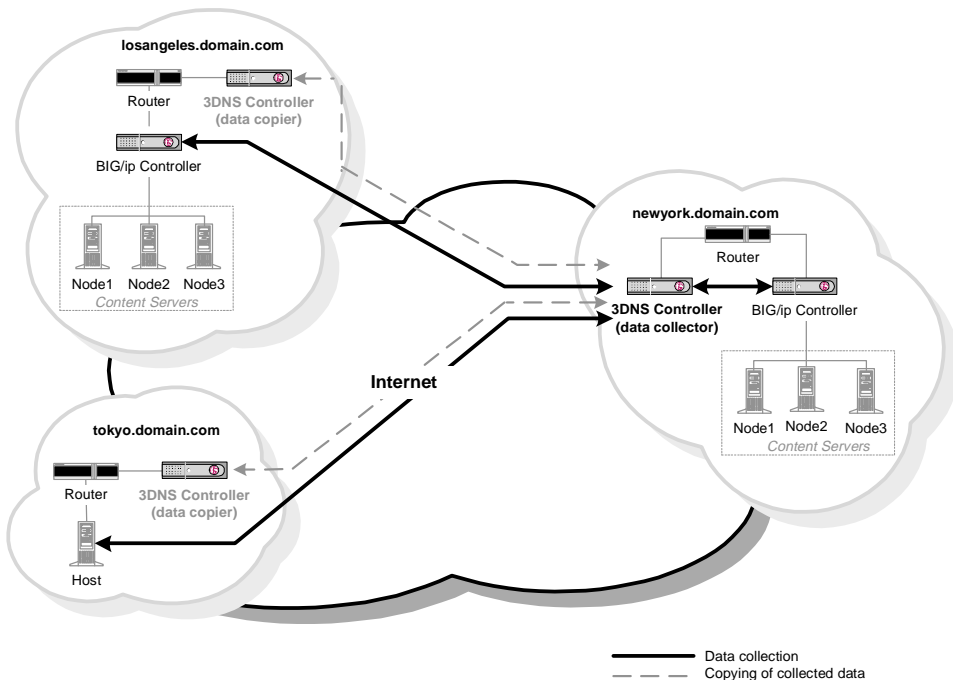 losangeles.domain.com
Router
3DNS Controller
(data copier)
BIG/ip Controller
Node1 Node2 Node3
Content Servers
newyork.domain.com
Router
3DNS Controller
(data collector)
BIG/ip Controller
Node1 Node2 Node3
Content Servers
Internet
tokyo.domain.com
Router
3DNS Controller
(data copier)
Host
Data collection
Copying of collected data